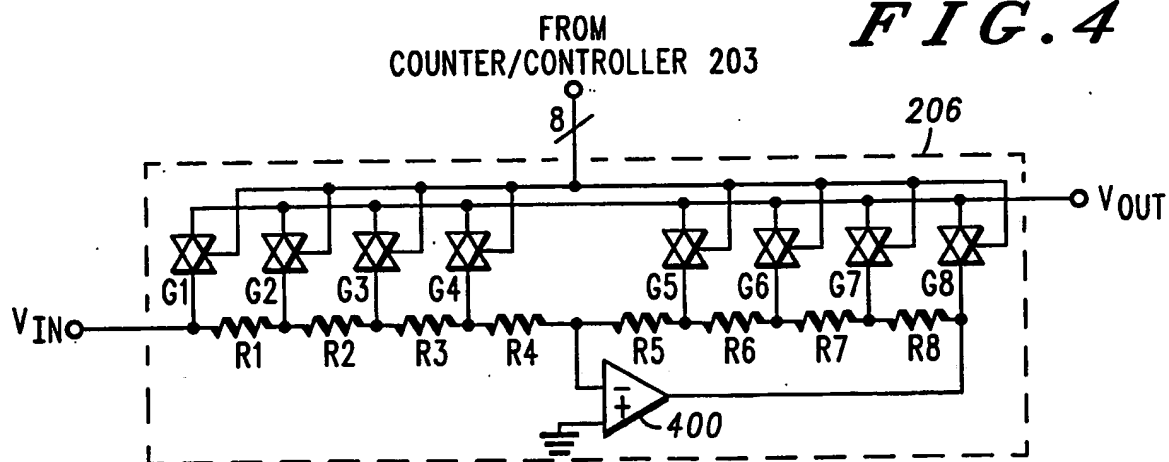 FIG. 4
FROM
COUNTER/CONTROLLER 203
8
206
VOUT
G1 G2 G3 G4 G5 G6 G7 G8
VIN
R1 R2 R3 R4 R5 R6 R7 R8
−
+
400